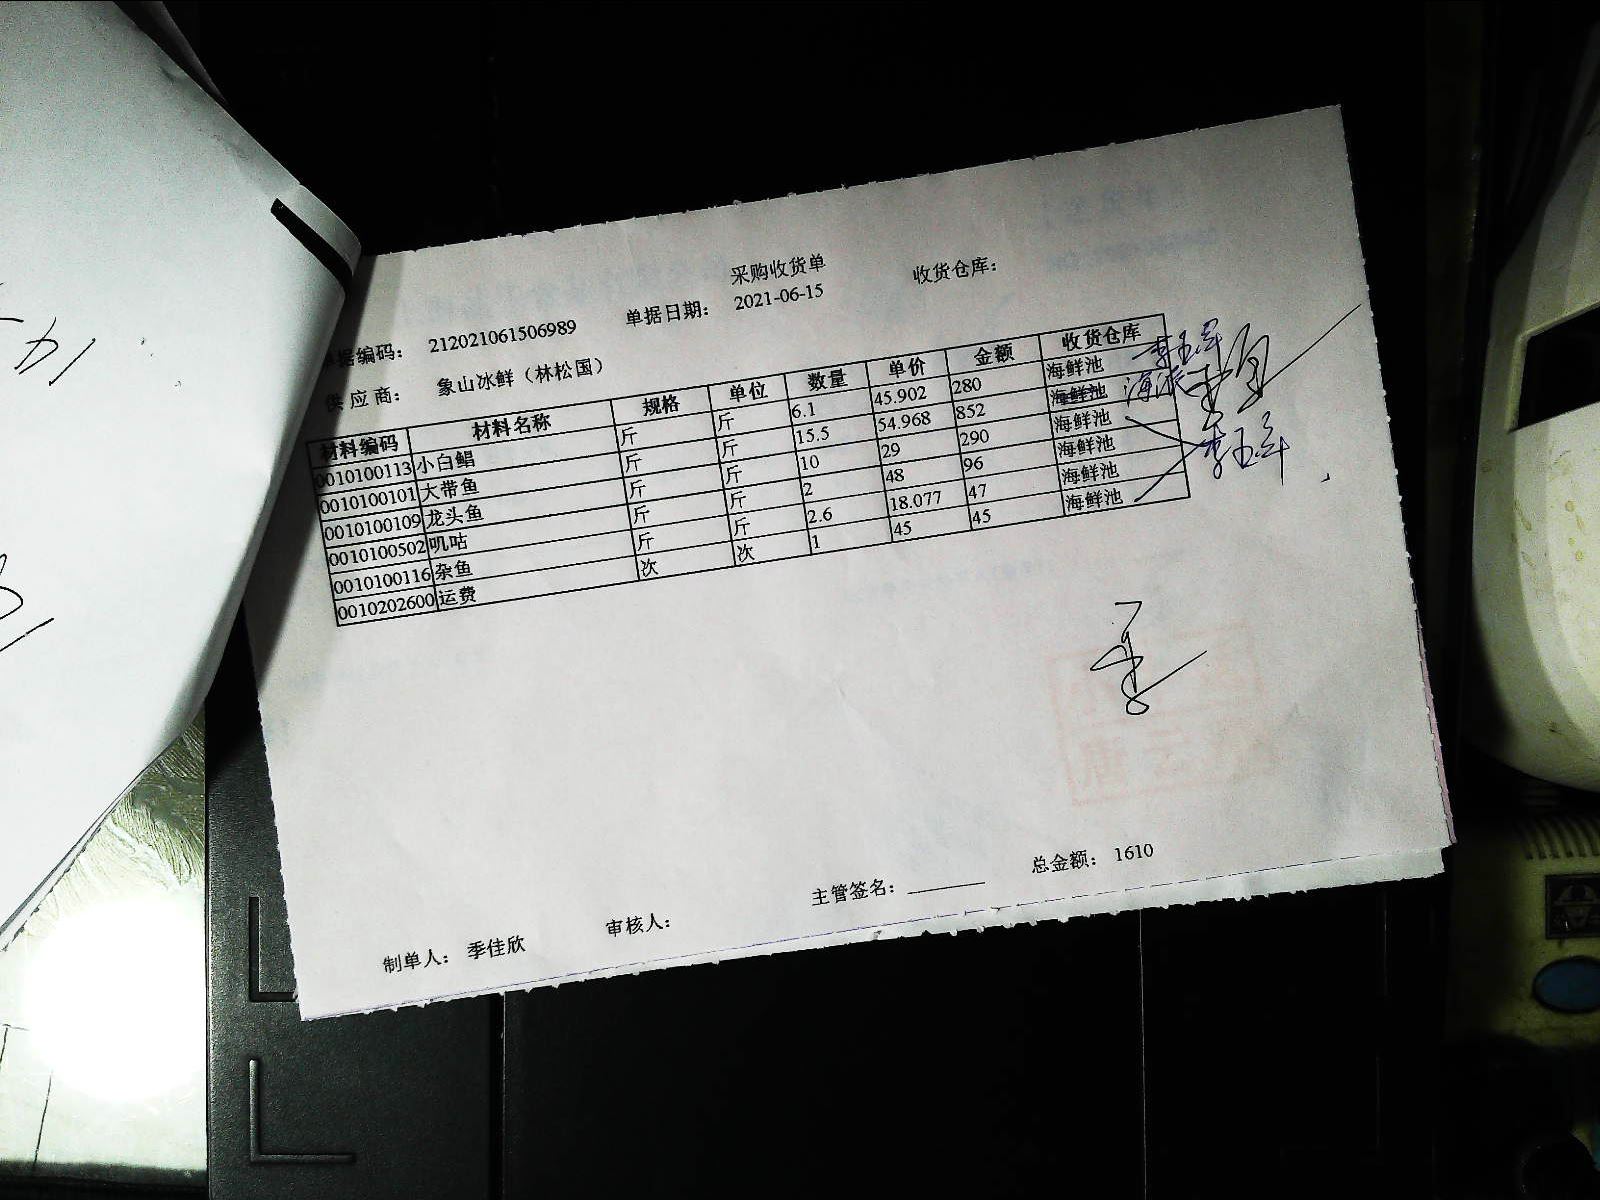 采购收货单
单据编码： 212021061506989 单据日期： 2021-06-15 收货仓库：
供应商： 象山冰鲜（林松国）
材料编码 材料名称 规格 单位 数量 单价 金额 收货仓库
0010100113 小白鲳 斤 斤 6.1 45.902 280 海鲜池
0010100101 大带鱼 斤 斤 15.5 54.968 852 海鲜池
0010100109 龙头鱼 斤 斤 10 29 290 海鲜池
0010100502 叽咕 斤 斤 2 48 96 海鲜池
0010100116 杂鱼 斤 斤 2.6 18.077 47 海鲜池
0010202600 运费 次 次 1 45 45 海鲜池
总金额： 1610
制单人： 季佳欣 审核人： 主管签名：